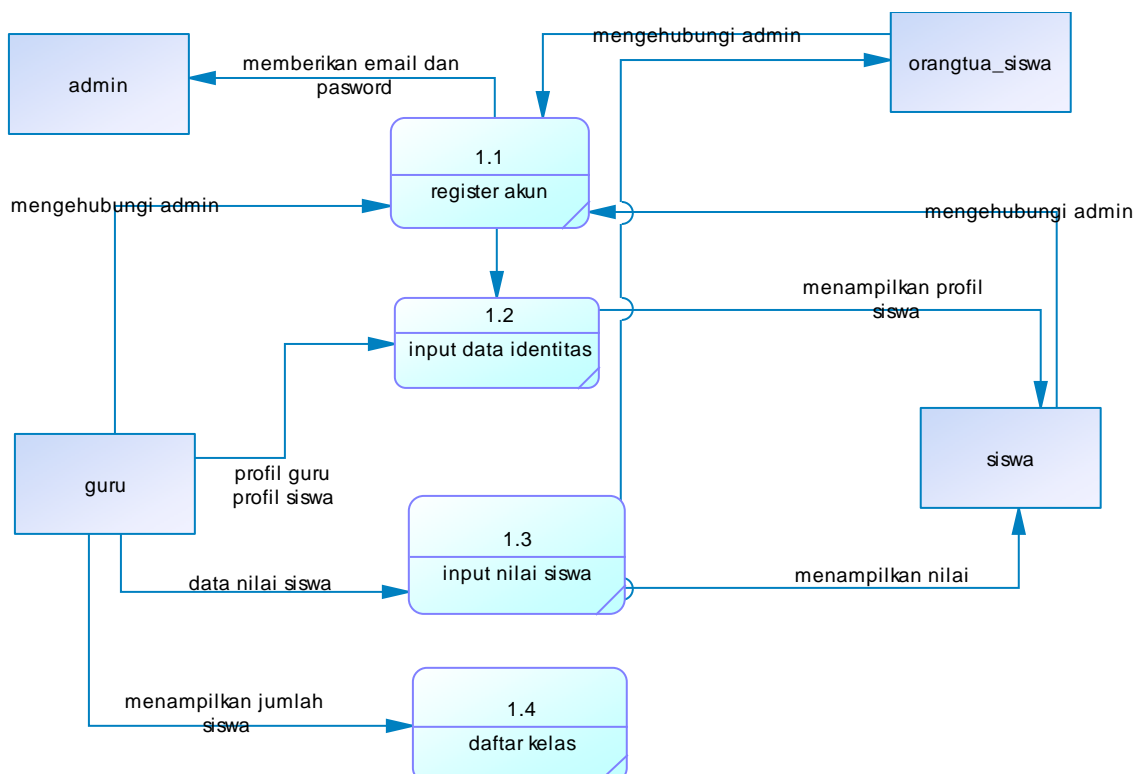 mengehubungi admin
admin
memberikan email dan
pasword
orangtua_siswa
1.1
register akun
mengehubungi admin
mengehubungi admin
menampilkan profil
siswa
1.2
input data identitas
guru
profil guru
profil siswa
siswa
1.3
input nilai siswa
data nilai siswa
menampilkan nilai
menampilkan jumlah
siswa
1.4
daftar kelas